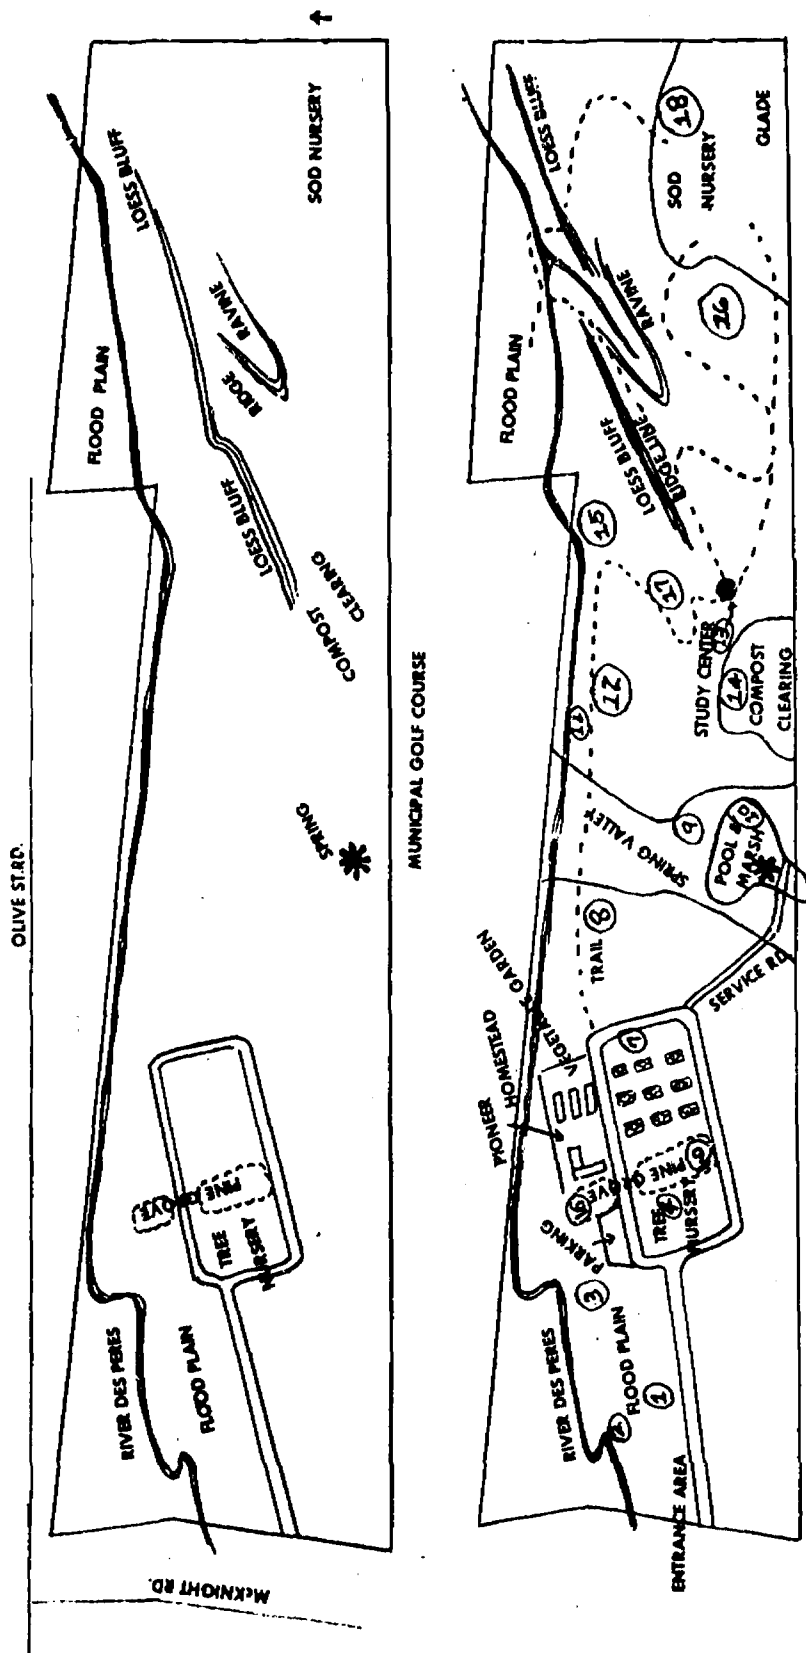 OLIVE ST.RD.
McKNIGHT RD.
RIVER DES PERES
FLOOD PLAIN
TREE
NURSERY
PINE
GROVE
SPRING
COMPOST
CLEARING
LOESS BLUFF
RIDGE
RAVINE
FLOOD PLAIN
LOESS BLUFF
SOD NURSERY
MUNICIPAL GOLF COURSE
ENTRANCE AREA
RIVER DES PERES
FLOOD PLAIN
1
2
3
PARKING
TREE
NURSERY
4
PINE
GROVE
6
7
PIONEER
HOMESTEAD
VEGETABLE GARDEN
TRAIL
8
SERVICE RD.
SPRING VALLEY
9
POOL &
MARSH
10
11
12
STUDY CENTER
13
14
COMPOST
CLEARING
15
17
LOESS BLUFF
RIDGELINE
RAVINE
FLOOD PLAIN
LOESS BLUFF
16
18
SOD
NURSERY
GLADE